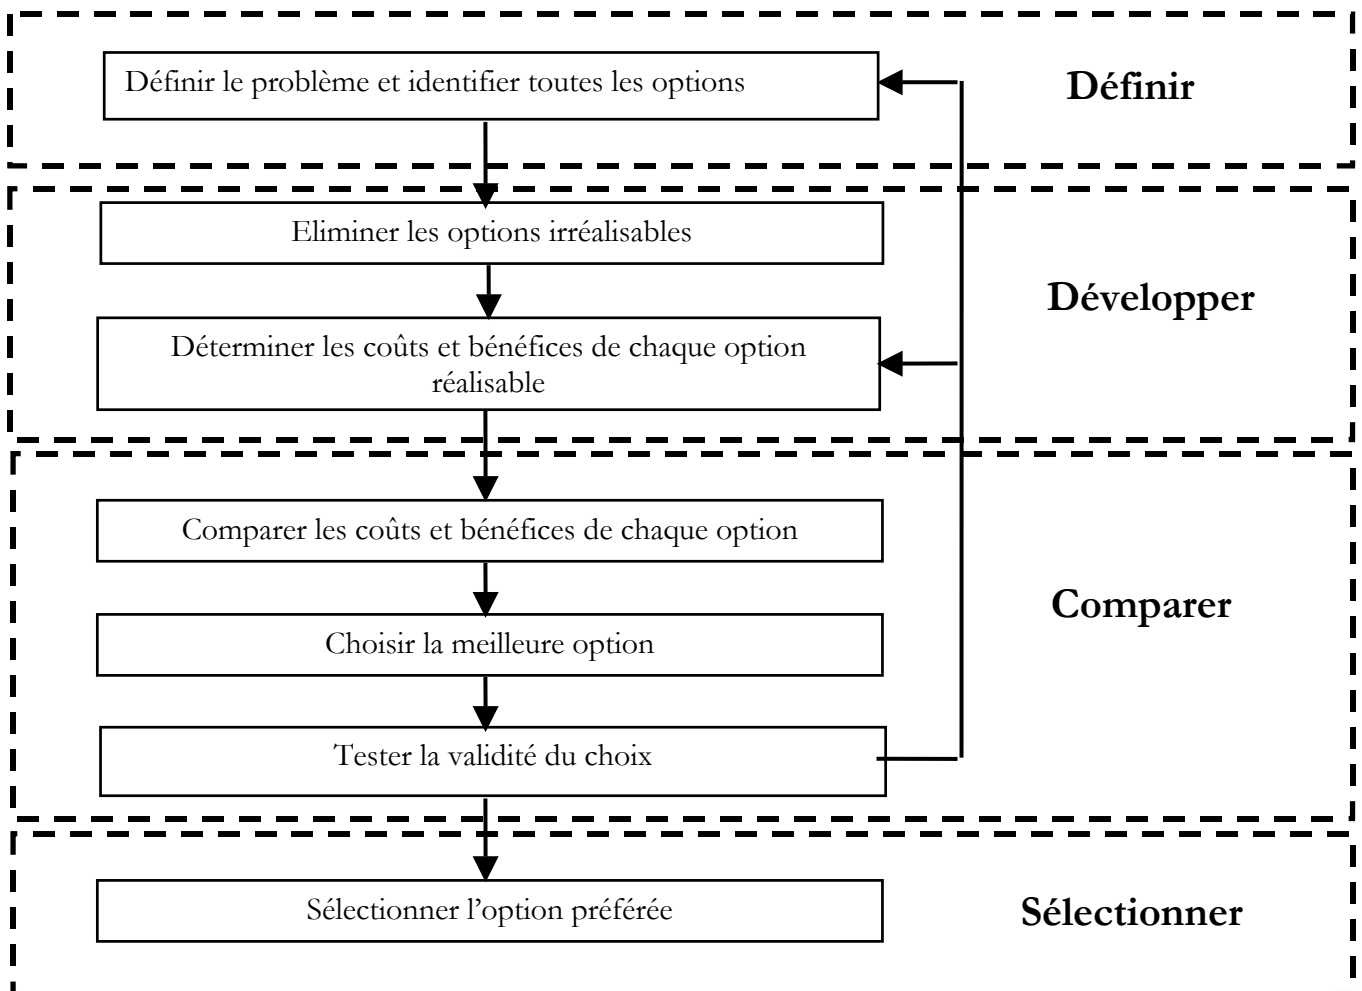 Définir le problème et identifier toutes les options
Définir
Eliminer les options irréalisables
Développer
Déterminer les coûts et bénéfices de chaque option
réalisable
Comparer les coûts et bénéfices de chaque option
Comparer
Choisir la meilleure option
Tester la validité du choix
Sélectionner l’option préférée
Sélectionner